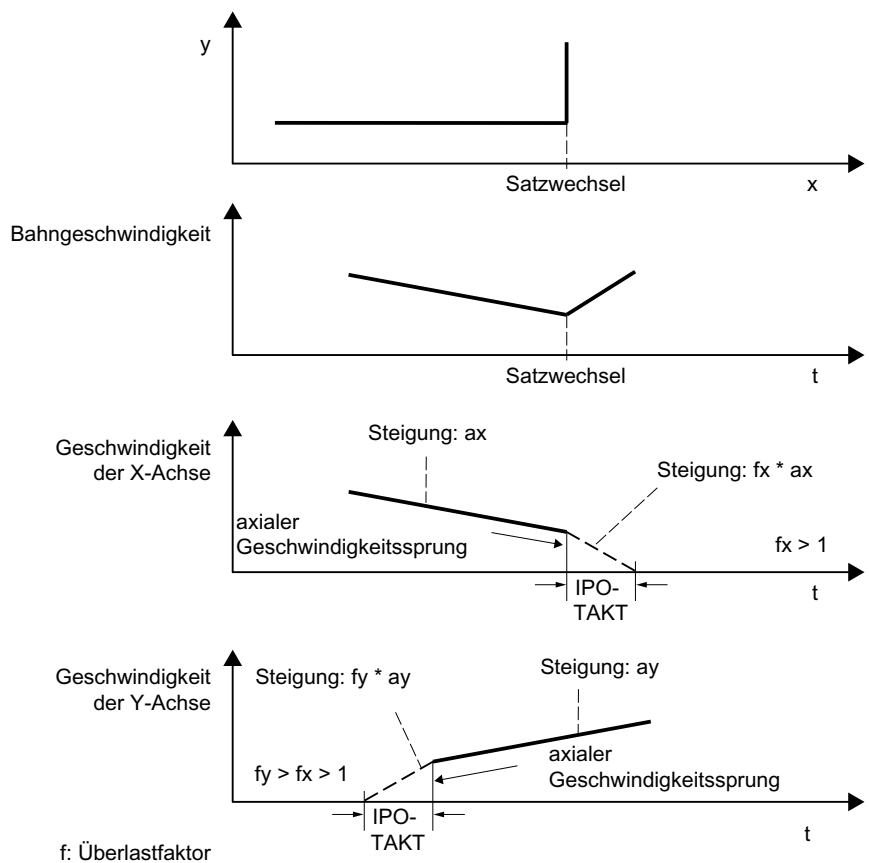 y
Satzwechsel
x
Bahngeschwindigkeit
Satzwechsel
t
Geschwindigkeit
der X-Achse
Steigung: ax
Steigung: fx * ax
axialer
Geschwindigkeitssprung
fx > 1
IPO-
TAKT
t
Geschwindigkeit
der Y-Achse
Steigung: fy * ay
Steigung: ay
fy > fx > 1
axialer
Geschwindigkeitssprung
IPO-
TAKT
t
f: Überlastfaktor